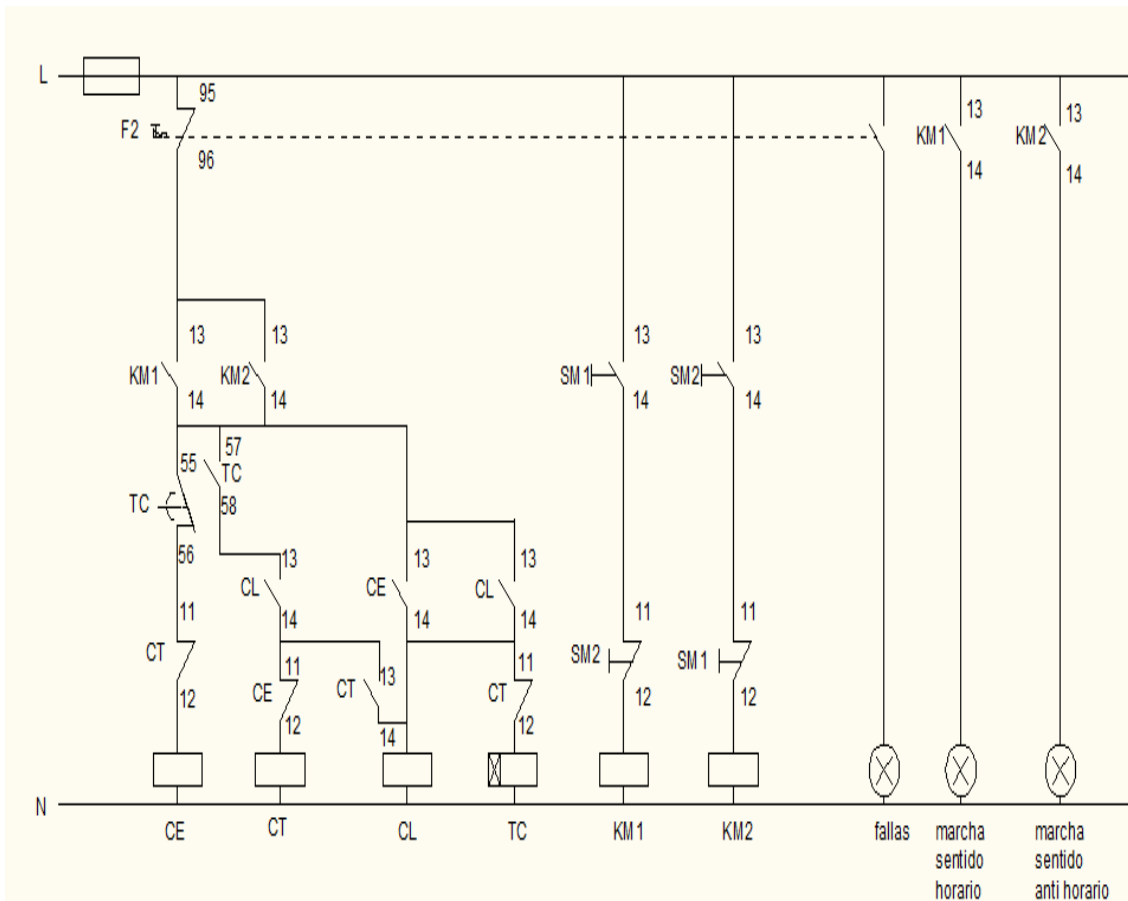 L
95
F2
96
13
KM1
14
13
KM2
14
13
KM1
14
13
KM2
14
13
SM1
14
13
SM2
14
55
57
TC
TC
58
56
13
CL
14
13
CE
14
13
CL
14
11
CT
12
11
CE
12
13
CT
14
11
CT
12
11
SM2
12
11
SM1
12
N
CE
CT
CL
TC
KM1
KM2
fallas
marcha
sentido
horario
marcha
sentido
anti horario